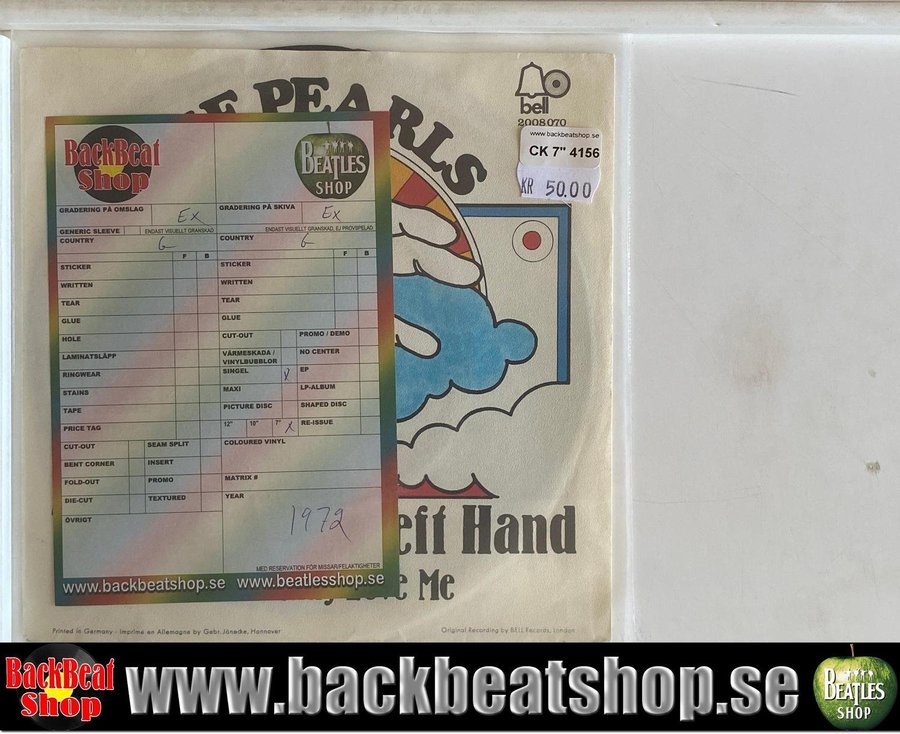 PEARLS
bell
2008070
www.backbeatshop.se
CK 7" 4156
KR 50.00
BackBeat Shop
BEATLES SHOP
GRADERING PÅ OMSLAG Ex
GRADERING PÅ SKIVA Ex
GENERIC SLEEVE
ENDAST VISUELLT GRANSKAD
ENDAST VISUELLT GRANSKAD, EJ PROVSPELAD
COUNTRY G
COUNTRY G
F B
F B
STICKER
WRITTEN
TEAR
GLUE
HOLE
LAMINATSLÄPP
RINGWEAR
STAINS
TAPE
PRICE TAG
CUT-OUT
SEAM SPLIT
BENT CORNER
INSERT
FOLD-OUT
PROMO
DIE-CUT
TEXTURED
ÖVRIGT
STICKER
WRITTEN
TEAR
GLUE
CUT-OUT
PROMO / DEMO
VÄRMESKADA /
VINYLBUBBLOR
NO CENTER
SINGEL X
EP
MAXI
LP-ALBUM
PICTURE DISC
SHAPED DISC
12" 10" 7" X
RE-ISSUE
COLOURED VINYL
MATRIX #
YEAR
1972
MED RESERVATION FÖR MISSAR/FELAKTIGHETER
www.backbeatshop.se www.beatlesshop.se
eft Hand
Me
Printed in Germany - Imprimé en Allemagne by Gebr. Jänecke, Hannover
Original Recording by BELL Records, London
BackBeat Shop
www.backbeatshop.se
BEATLES SHOP